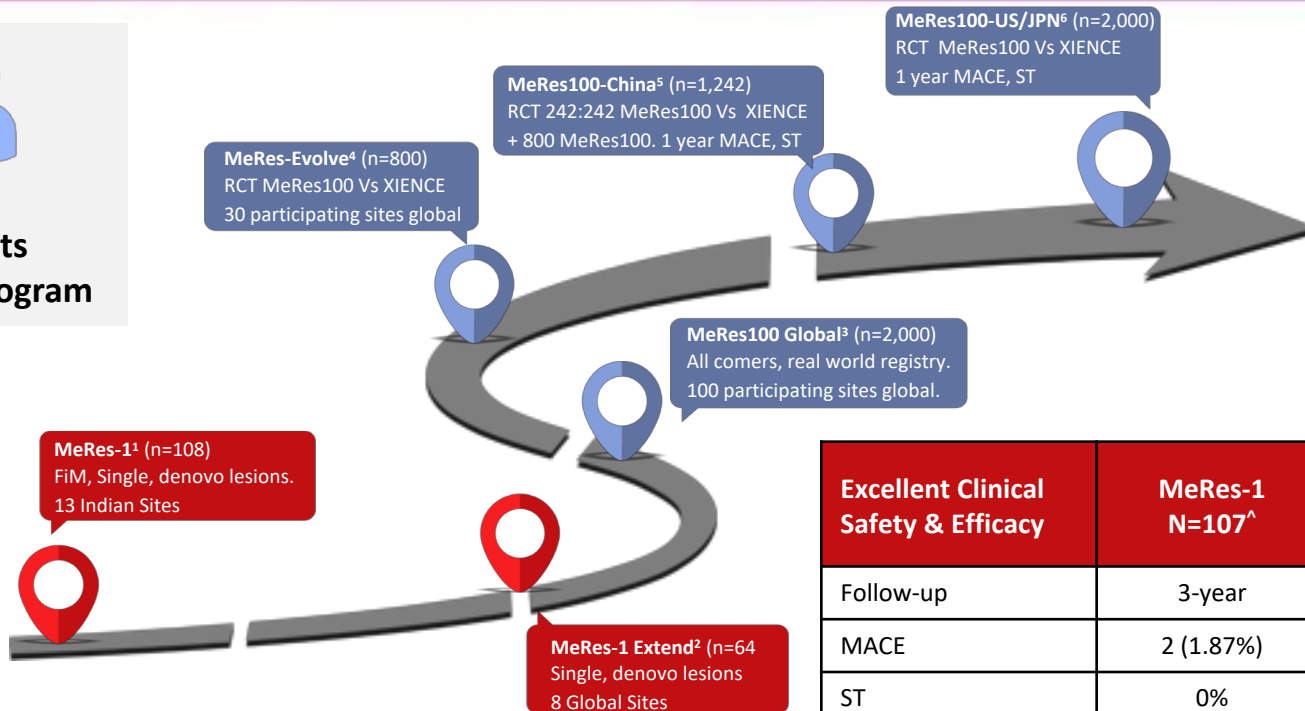 ts
ogram
MeRes100-US/JPN⁶ (n=2,000)
RCT  MeRes100 Vs XIENCE
1 year MACE, ST
MeRes100-China⁵ (n=1,242)
RCT 242:242 MeRes100 Vs  XIENCE
+ 800 MeRes100. 1 year MACE, ST
MeRes-Evolve⁴ (n=800)
RCT MeRes100 Vs XIENCE
30 participating sites global
MeRes100 Global³ (n=2,000)
All comers, real world registry.
100 participating sites global.
MeRes-1¹ (n=108)
FiM, Single, denovo lesions.
13 Indian Sites
MeRes-1 Extend² (n=64
Single, denovo lesions
8 Global Sites
Excellent Clinical
Safety & Efficacy
MeRes-1
N=107^
Follow-up 3-year
MACE 2 (1.87%)
ST 0%